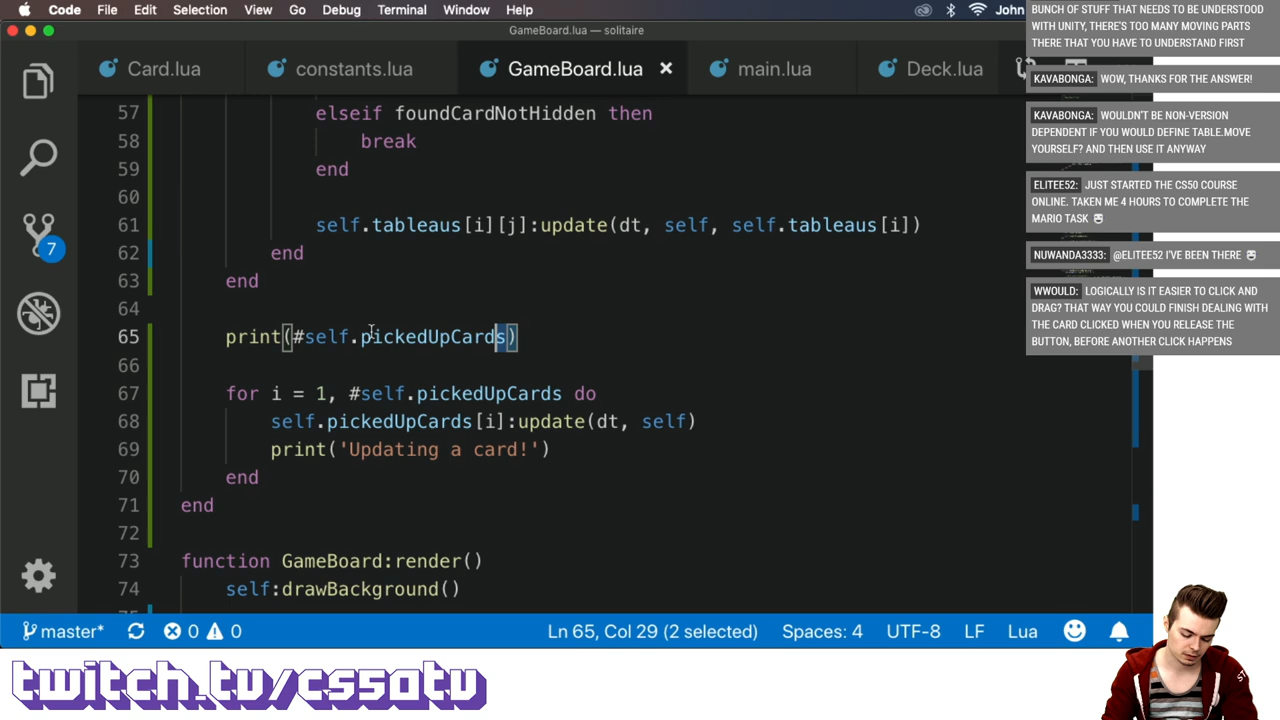 Code File Edit Selection View Go Debug Terminal Window Help John
GameBoard.lua — solitaire
Card.lua constants.lua GameBoard.lua main.lua Deck.lua
57 elseif foundCardNotHidden then
58 break
59 end
60
61 self.tableaus[i][j]:update(dt, self, self.tableaus[i])
62 end
63 end
64
65 print(#self.pickedUpCards)
66
67 for i = 1, #self.pickedUpCards do
68 self.pickedUpCards[i]:update(dt, self)
69 print('Updating a card!')
70 end
71 end
72
73 function GameBoard:render()
74 self:drawBackground()
7
master* 0 0 Ln 65, Col 29 (2 selected) Spaces: 4 UTF-8 LF Lua
BUNCH OF STUFF THAT NEEDS TO BE UNDERSTOOD
WITH UNITY, THERE'S TOO MANY MOVING PARTS
THERE THAT YOU HAVE TO UNDERSTAND FIRST
KAVABONGA: WOW, THANKS FOR THE ANSWER!
KAVABONGA: WOULDN'T BE NON-VERSION
DEPENDENT IF YOU WOULD DEFINE TABLE.MOVE
YOURSELF? AND THEN USE IT ANYWAY
ELITEE52: JUST STARTED THE CS50 COURSE
ONLINE. TAKEN ME 4 HOURS TO COMPLETE THE
MARIO TASK
NUWANDA3333: @ELITEE52 I'VE BEEN THERE
WWOULD: LOGICALLY IS IT EASIER TO CLICK AND
DRAG? THAT WAY YOU COULD FINISH DEALING WITH
THE CARD CLICKED WHEN YOU RELEASE THE
BUTTON, BEFORE ANOTHER CLICK HAPPENS
twitch.tv/cs50tv